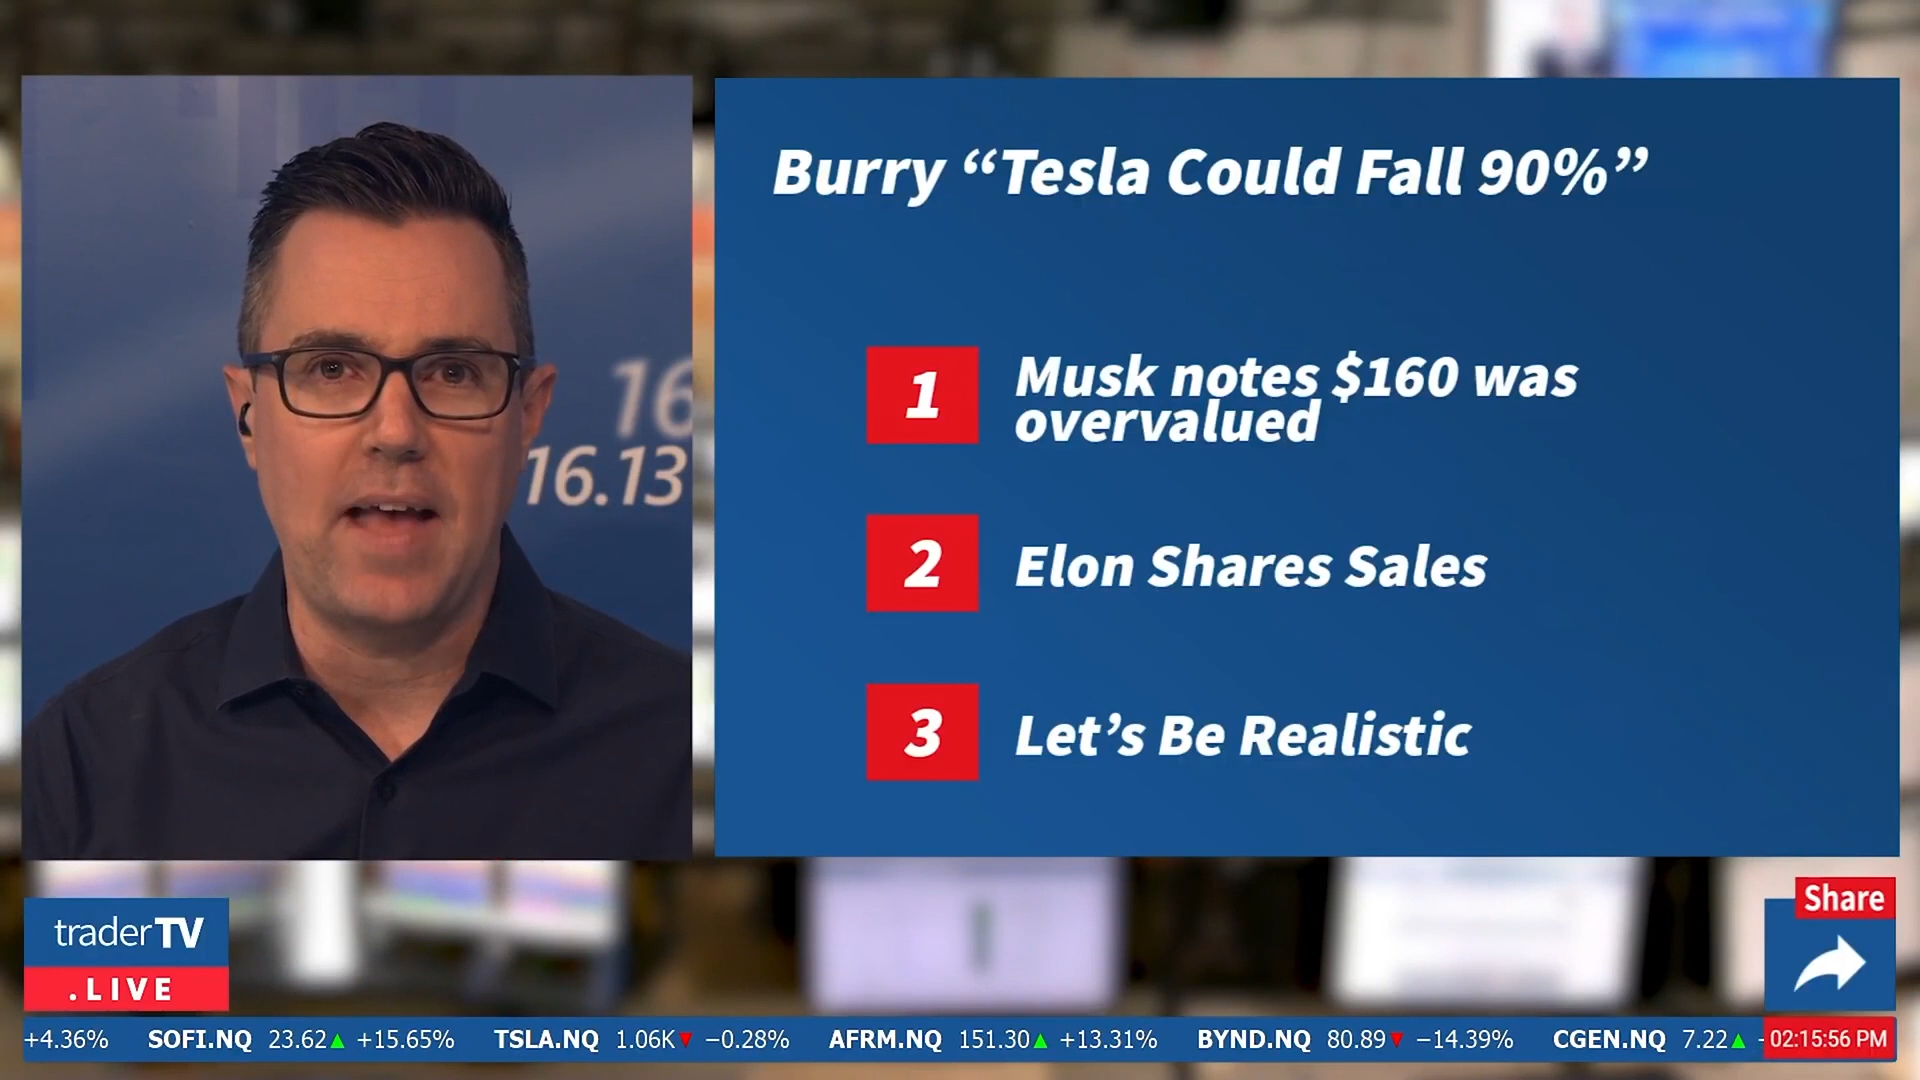 Burry “Tesla Could Fall 90%”
16
16.13
1 Musk notes $160 was
overvalued
2 Elon Shares Sales
3 Let’s Be Realistic
traderTV
.LIVE
Share
+4.36% SOFI.NQ 23.62▲ +15.65% TSLA.NQ 1.06K▼ −0.28% AFRM.NQ 151.30▲ +13.31% BYND.NQ 80.89▼ −14.39% CGEN.NQ 7.22▲ 02:15:56 PM